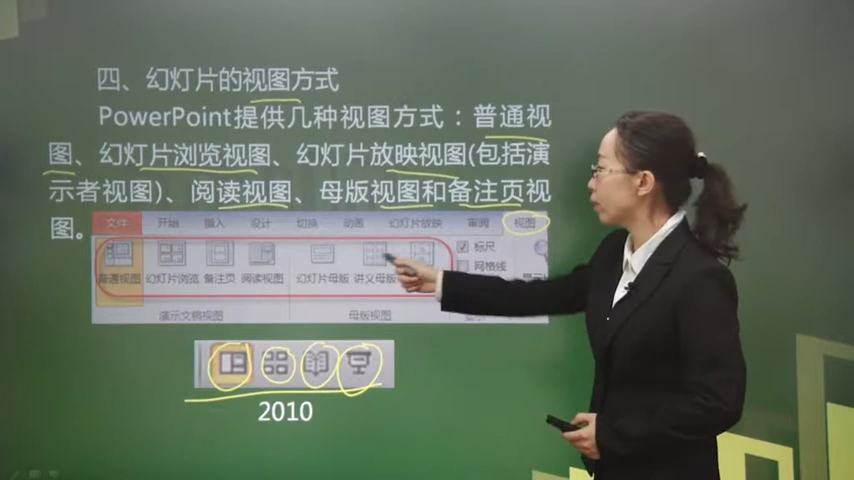 四、幻灯片的视图方式
PowerPoint提供几种视图方式：普通视
图、幻灯片浏览视图、幻灯片放映视图(包括演
示者视图)、阅读视图、母版视图和备注页视
图。
文件 开始 插入 设计 切换 动画 幻灯片放映 审阅 视图
普通视图 幻灯片浏览 备注页 阅读视图 幻灯片母版 讲义母版
标尺
网格线
演示文稿视图 母版视图
2010